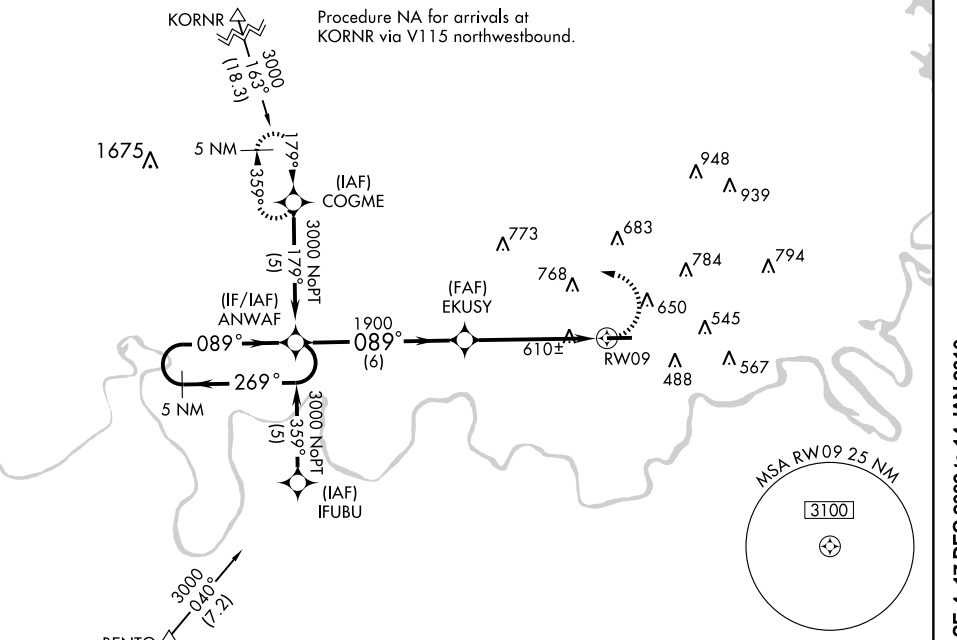 KORNR
Procedure NA for arrivals at
KORNR via V115 northwestbound.
3000
163°
(18.3)
1675
5 NM
179°
359°
(IAF)
COGME
948
939
3000 NoPT
179°
(5)
773
683
768
784
794
(FAF)
EKUSY
650
(IF/IAF)
ANWAF
1900
089°
089°
(6)
610±
RW09
545
567
488
269°
5 NM
3000 NoPT
359°
(5)
(IAF)
IFUBU
MSA RW09 25 NM
3100
3000
040°
(7.2)